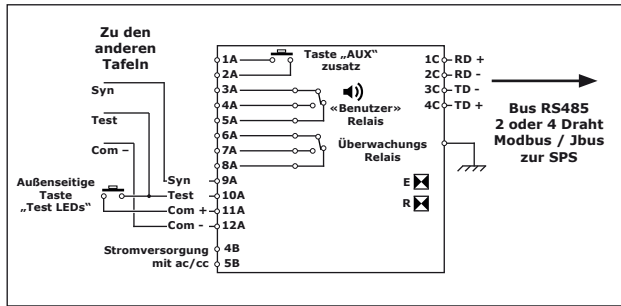 Zu den
anderen
Tafeln
Syn
Test
Com –
Außenseitige
Taste
„Test LEDs“
Syn
Test
Com +
Com -
Stromversorgung
mit ac/cc
1A
2A
3A
4A
5A
6A
7A
8A
9A
10A
11A
12A
4B
5B
Taste „AUX“
zusatz
«Benutzer»
Relais
Überwachungs
Relais
E
R
1C
2C
3C
4C
RD +
RD -
TD -
TD +
Bus RS485
2 oder 4 Draht
Modbus / Jbus
zur SPS